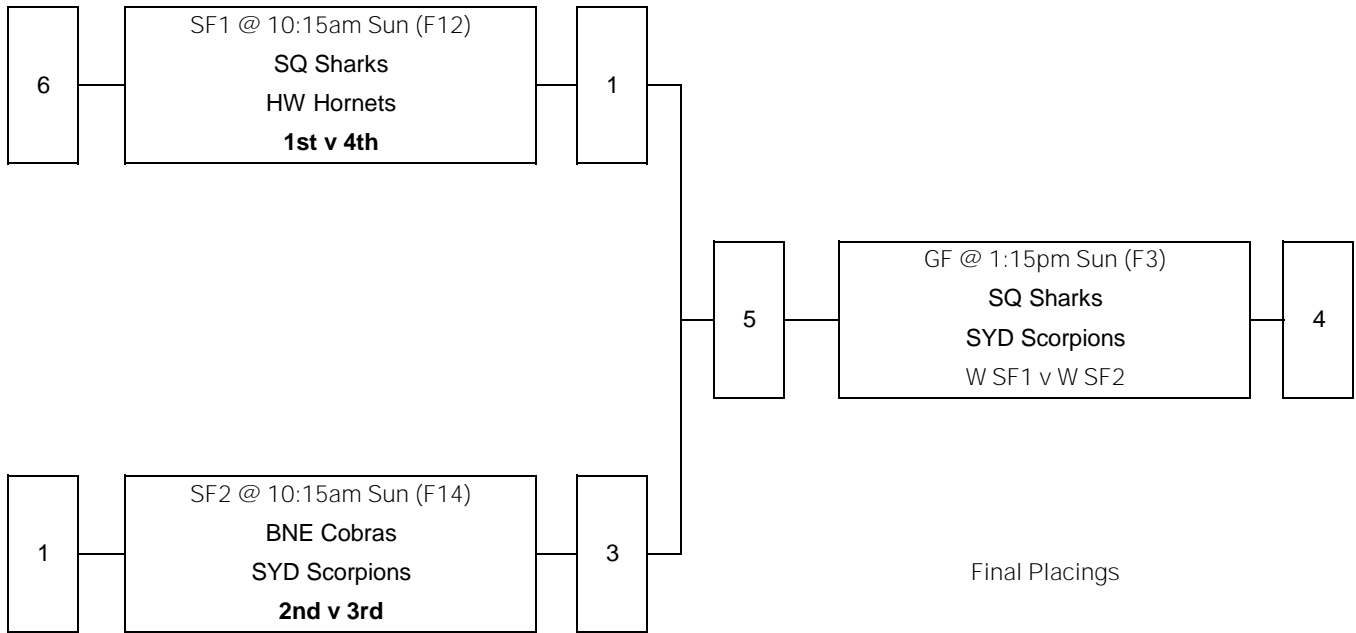 SF1 @ 10:15am Sun (F12)
6
SQ Sharks
HW Hornets
1
1st v 4th
GF @ 1:15pm Sun (F3)
5
SQ Sharks
SYD Scorpions
4
W SF1 v W SF2
SF2 @ 10:15am Sun (F14)
1
BNE Cobras
SYD Scorpions
3
2nd v 3rd
Final Placings